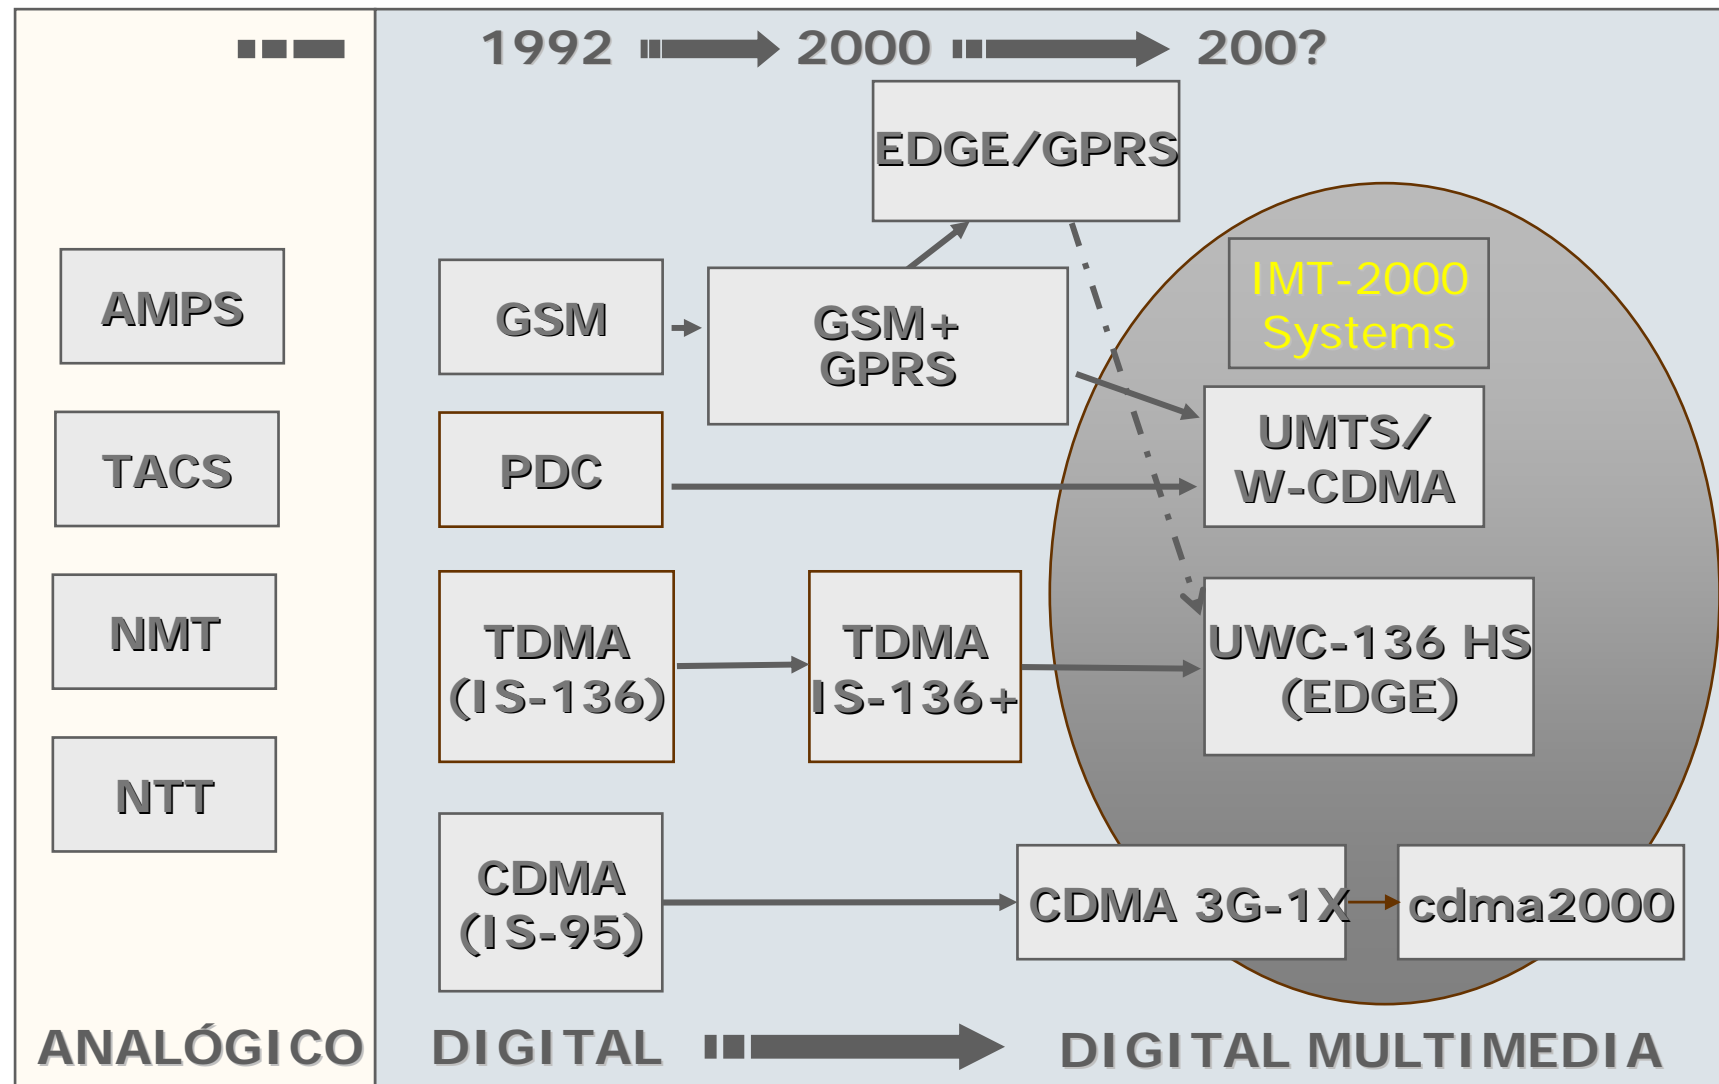 1992 2000 200?
EDGE/GPRS
AMPS
TACS
NMT
NTT
GSM
GSM+
GPRS
PDC
TDMA
(IS-136)
TDMA
IS-136+
CDMA
(IS-95)
IMT-2000
Systems
UMTS/
W-CDMA
UWC-136 HS
(EDGE)
CDMA 3G-1X
cdma2000
ANALÓGICO
DIGITAL
DIGITAL MULTIMEDIA